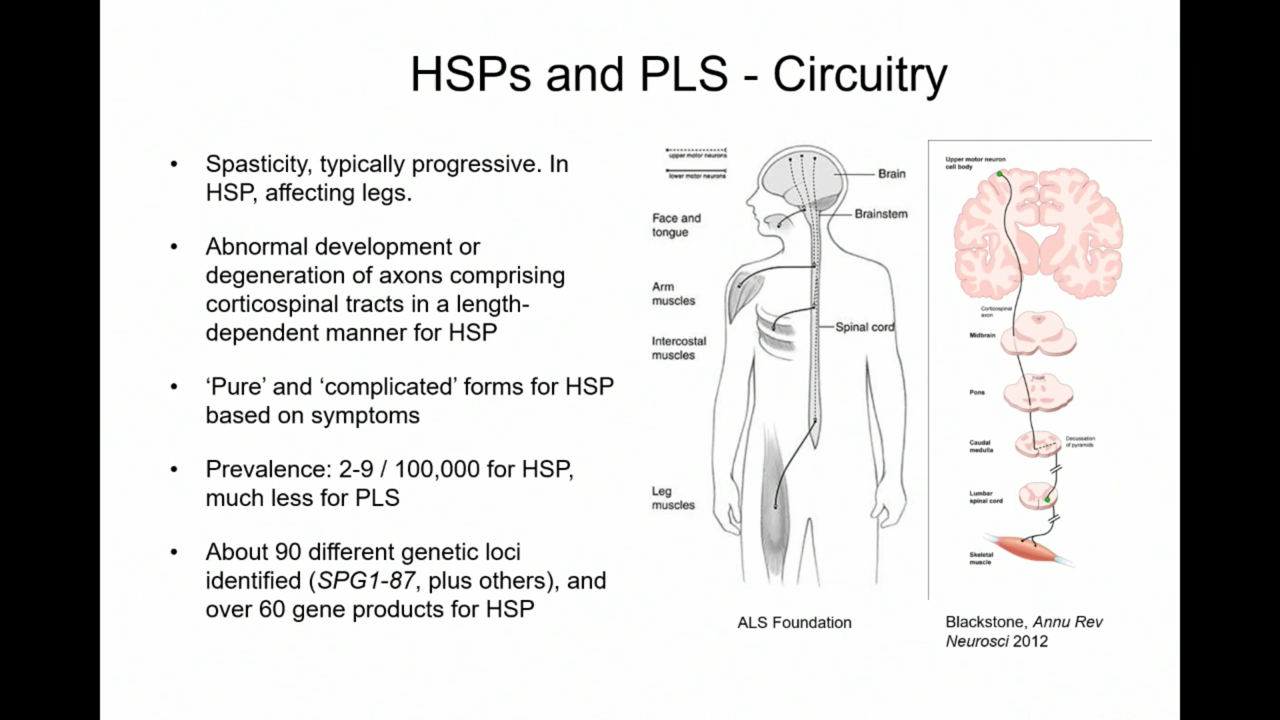 HSPs and PLS - Circuitry
• Spasticity, typically progressive. In
HSP, affecting legs.
• Abnormal development or
degeneration of axons comprising
corticospinal tracts in a length-
dependent manner for HSP
• ‘Pure’ and ‘complicated’ forms for HSP
based on symptoms
• Prevalence: 2-9 / 100,000 for HSP,
much less for PLS
• About 90 different genetic loci
identified (SPG1-87, plus others), and
over 60 gene products for HSP
upper motor neurons
lower motor neurons
Brain
Brainstem
Face and
tongue
Arm
muscles
Spinal cord
Intercostal
muscles
Leg
muscles
ALS Foundation
Upper motor neuron
cell body
Corticospinal
axon
Midbrain
Pons
Caudal
medulla
Decussation
of pyramids
Lumbar
spinal cord
Skeletal
muscle
Blackstone, Annu Rev
Neurosci 2012